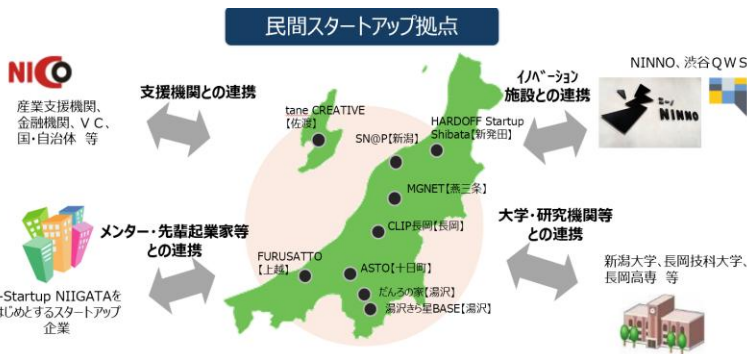 民間スタートアップ拠点
NICO
産業支援機関、
金融機関、VC、
国・自治体 等
支援機関との連携
tane CREATIVE
【佐渡】
SN@P【新潟】
HARDOFF Startup
Shibata【新発田】
イノベーション
施設との連携
NINNO、渋谷QWS
NINNO
MGNET【燕三条】
CLIP長岡【長岡】
メンター・先輩起業家等
との連携
大学・研究機関等
との連携
FURUSATTO
【上越】
ASTO【十日町】
だんろの家【湯沢】
湯沢きら星BASE【湯沢】
-Startup NIIGATAを
はじめとするスタートアップ
企業
新潟大学、長岡技科大学、
長岡高専 等